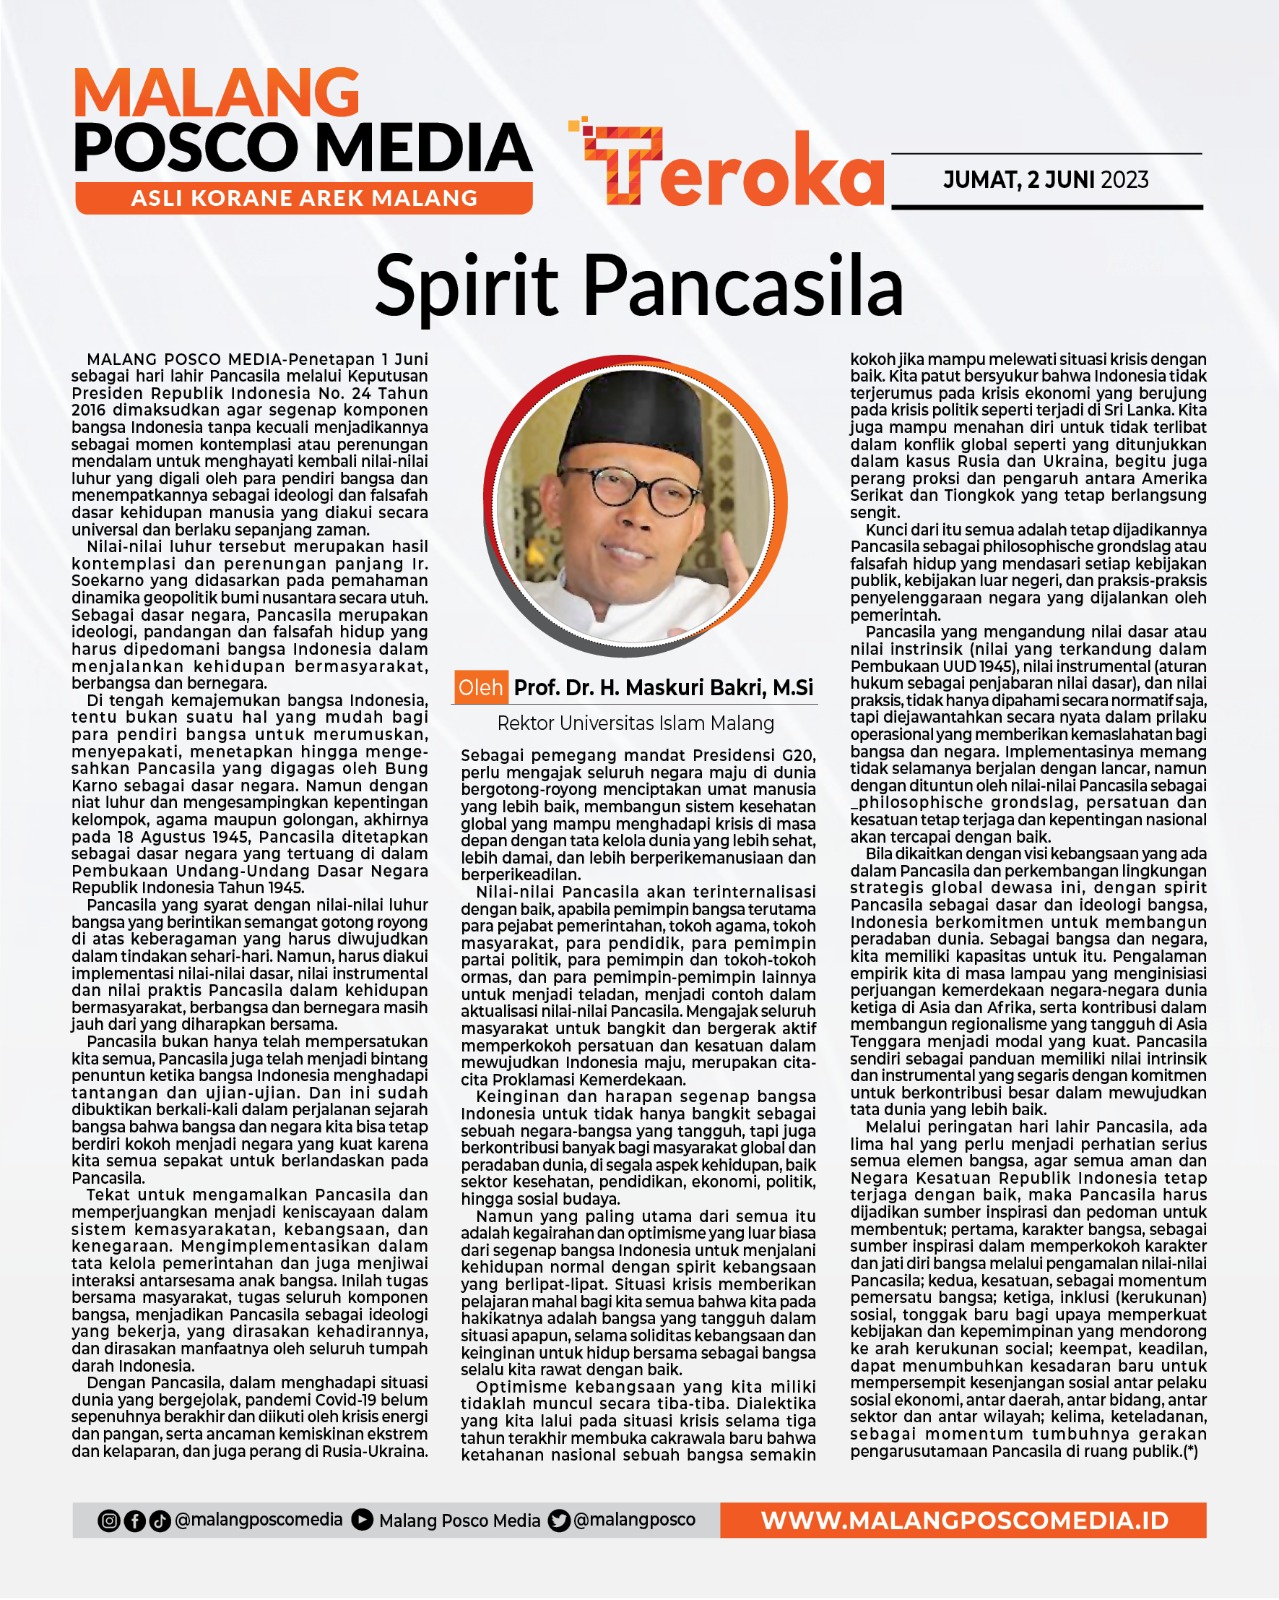 MALANG
POSCO MEDIA
ASLI KORANE AREK MALANG
Teroka
JUMAT, 2 JUNI 2023
Spirit Pancasila
MALANG POSCO MEDIA-Penetapan 1 Juni
sebagai hari lahir Pancasila melalui Keputusan
Presiden Republik Indonesia No. 24 Tahun
2016 dimaksudkan agar segenap komponen
bangsa Indonesia tanpa kecuali menjadikannya
sebagai momen kontemplasi atau perenungan
mendalam untuk menghayati kembali nilai-nilai
luhur yang digali oleh para pendiri bangsa dan
menempatkannya sebagai ideologi dan falsafah
dasar kehidupan manusia yang diakui secara
universal dan berlaku sepanjang zaman.
Nilai-nilai luhur tersebut merupakan hasil
kontemplasi dan perenungan panjang Ir.
Soekarno yang didasarkan pada pemahaman
dinamika geopolitik bumi nusantara secara utuh.
Sebagai dasar negara, Pancasila merupakan
ideologi, pandangan dan falsafah hidup yang
harus dipedomani bangsa Indonesia dalam
menjalankan kehidupan bermasyarakat,
berbangsa dan bernegara.
Di tengah kemajemukan bangsa Indonesia,
tentu bukan suatu hal yang mudah bagi
para pendiri bangsa untuk merumuskan,
menyepakati, menetapkan hingga menge-
sahkan Pancasila yang digagas oleh Bung
Karno sebagai dasar negara. Namun dengan
niat luhur dan mengesampingkan kepentingan
kelompok, agama maupun golongan, akhirnya
pada 18 Agustus 1945, Pancasila ditetapkan
sebagai dasar negara yang tertuang di dalam
Pembukaan Undang-Undang Dasar Negara
Republik Indonesia Tahun 1945.
Pancasila yang syarat dengan nilai-nilai luhur
bangsa yang berintikan semangat gotong royong
di atas keberagaman yang harus diwujudkan
dalam tindakan sehari-hari. Namun, harus diakui
implementasi nilai-nilai dasar, nilai instrumental
dan nilai praktis Pancasila dalam kehidupan
bermasyarakat, berbangsa dan bernegara masih
jauh dari yang diharapkan bersama.
Pancasila bukan hanya telah mempersatukan
kita semua, Pancasila juga telah menjadi bintang
penuntun ketika bangsa Indonesia menghadapi
tantangan dan ujian-ujian. Dan ini sudah
dibuktikan berkali-kali dalam perjalanan sejarah
bangsa bahwa bangsa dan negara kita bisa tetap
berdiri kokoh menjadi negara yang kuat karena
kita semua sepakat untuk berlandaskan pada
Pancasila.
Tekat untuk mengamalkan Pancasila dan
memperjuangkan menjadi keniscayaan dalam
sistem kemasyarakatan, kebangsaan, dan
kenegaraan. Mengimplementasikan dalam
tata kelola pemerintahan dan juga menjiwai
interaksi antarsesama anak bangsa. Inilah tugas
bersama masyarakat, tugas seluruh komponen
bangsa, menjadikan Pancasila sebagai ideologi
yang bekerja, yang dirasakan kehadirannya,
dan dirasakan manfaatnya oleh seluruh tumpah
darah Indonesia.
Dengan Pancasila, dalam menghadapi situasi
dunia yang bergejolak, pandemi Covid-19 belum
sepenuhnya berakhir dan diikuti oleh krisis energi
dan pangan, serta ancaman kemiskinan ekstrem
dan kelaparan, dan juga perang di Rusia-Ukraina.
Oleh Prof. Dr. H. Maskuri Bakri, M.Si
Rektor Universitas Islam Malang
Sebagai pemegang mandat Presidensi G20,
perlu mengajak seluruh negara maju di dunia
bergotong-royong menciptakan umat manusia
yang lebih baik, membangun sistem kesehatan
global yang mampu menghadapi krisis di masa
depan dengan tata kelola dunia yang lebih sehat,
lebih damai, dan lebih berperikemanusiaan dan
berperikeadilan.
Nilai-nilai Pancasila akan terinternalisasi
dengan baik, apabila pemimpin bangsa terutama
para pejabat pemerintahan, tokoh agama, tokoh
masyarakat, para pendidik, para pemimpin
partai politik, para pemimpin dan tokoh-tokoh
ormas, dan para pemimpin-pemimpin lainnya
untuk menjadi teladan, menjadi contoh dalam
aktualisasi nilai-nilai Pancasila. Mengajak seluruh
masyarakat untuk bangkit dan bergerak aktif
memperkokoh persatuan dan kesatuan dalam
mewujudkan Indonesia maju, merupakan cita-
cita Proklamasi Kemerdekaan.
Keinginan dan harapan segenap bangsa
Indonesia untuk tidak hanya bangkit sebagai
sebuah negara-bangsa yang tangguh, tapi juga
berkontribusi banyak bagi masyarakat global dan
peradaban dunia, di segala aspek kehidupan, baik
sektor kesehatan, pendidikan, ekonomi, politik,
hingga sosial budaya.
Namun yang paling utama dari semua itu
adalah kegairahan dan optimisme yang luar biasa
dari segenap bangsa Indonesia untuk menjalani
kehidupan normal dengan spirit kebangsaan
yang berlipat-lipat. Situasi krisis memberikan
pelajaran mahal bagi kita semua bahwa kita pada
hakikatnya adalah bangsa yang tangguh dalam
situasi apapun, selama soliditas kebangsaan dan
keinginan untuk hidup bersama sebagai bangsa
selalu kita rawat dengan baik.
Optimisme kebangsaan yang kita miliki
tidaklah muncul secara tiba-tiba. Dialektika
yang kita lalui pada situasi krisis selama tiga
tahun terakhir membuka cakrawala baru bahwa
ketahanan nasional sebuah bangsa semakin
kokoh jika mampu melewati situasi krisis dengan
baik. Kita patut bersyukur bahwa Indonesia tidak
terjerumus pada krisis ekonomi yang berujung
pada krisis politik seperti terjadi di Sri Lanka. Kita
juga mampu menahan diri untuk tidak terlibat
dalam konflik global seperti yang ditunjukkan
dalam kasus Rusia dan Ukraina, begitu juga
perang proksi dan pengaruh antara Amerika
Serikat dan Tiongkok yang tetap berlangsung
sengit.
Kunci dari itu semua adalah tetap dijadikannya
Pancasila sebagai philosophische grondslag atau
falsafah hidup yang mendasari setiap kebijakan
publik, kebijakan luar negeri, dan praksis-praksis
penyelenggaraan negara yang dijalankan oleh
pemerintah.
Pancasila yang mengandung nilai dasar atau
nilai instrinsik (nilai yang terkandung dalam
Pembukaan UUD 1945), nilai instrumental (aturan
hukum sebagai penjabaran nilai dasar), dan nilai
praksis, tidak hanya dipahami secara normatif saja,
tapi diejawantahkan secara nyata dalam prilaku
operasional yang memberikan kemaslahatan bagi
bangsa dan negara. Implementasinya memang
tidak selamanya berjalan dengan lancar, namun
dengan dituntun oleh nilai-nilai Pancasila sebagai
_philosophische grondslag, persatuan dan
kesatuan tetap terjaga dan kepentingan nasional
akan tercapai dengan baik.
Bila dikaitkan dengan visi kebangsaan yang ada
dalam Pancasila dan perkembangan lingkungan
strategis global dewasa ini, dengan spirit
Pancasila sebagai dasar dan ideologi bangsa,
Indonesia berkomitmen untuk membangun
peradaban dunia. Sebagai bangsa dan negara,
kita memiliki kapasitas untuk itu. Pengalaman
empirik kita di masa lampau yang menginisiasi
perjuangan kemerdekaan negara-negara dunia
ketiga di Asia dan Afrika, serta kontribusi dalam
membangun regionalisme yang tangguh di Asia
Tenggara menjadi modal yang kuat. Pancasila
sendiri sebagai panduan memiliki nilai intrinsik
dan instrumental yang segaris dengan komitmen
untuk berkontribusi besar dalam mewujudkan
tata dunia yang lebih baik.
Melalui peringatan hari lahir Pancasila, ada
lima hal yang perlu menjadi perhatian serius
semua elemen bangsa, agar semua aman dan
Negara Kesatuan Republik Indonesia tetap
terjaga dengan baik, maka Pancasila harus
dijadikan sumber inspirasi dan pedoman untuk
membentuk; pertama, karakter bangsa, sebagai
sumber inspirasi dalam memperkokoh karakter
dan jati diri bangsa melalui pengamalan nilai-nilai
Pancasila; kedua, kesatuan, sebagai momentum
pemersatu bangsa; ketiga, inklusi (kerukunan)
sosial, tonggak baru bagi upaya memperkuat
kebijakan dan kepemimpinan yang mendorong
ke arah kerukunan social; keempat, keadilan,
dapat menumbuhkan kesadaran baru untuk
mempersempit kesenjangan sosial antar pelaku
sosial ekonomi, antar daerah, antar bidang, antar
sektor dan antar wilayah; kelima, keteladanan,
sebagai momentum tumbuhnya gerakan
pengarusutamaan Pancasila di ruang publik.(*)
@malangposcomedia Malang Posco Media @malangposco
WWW.MALANGPOSCOMEDIA.ID